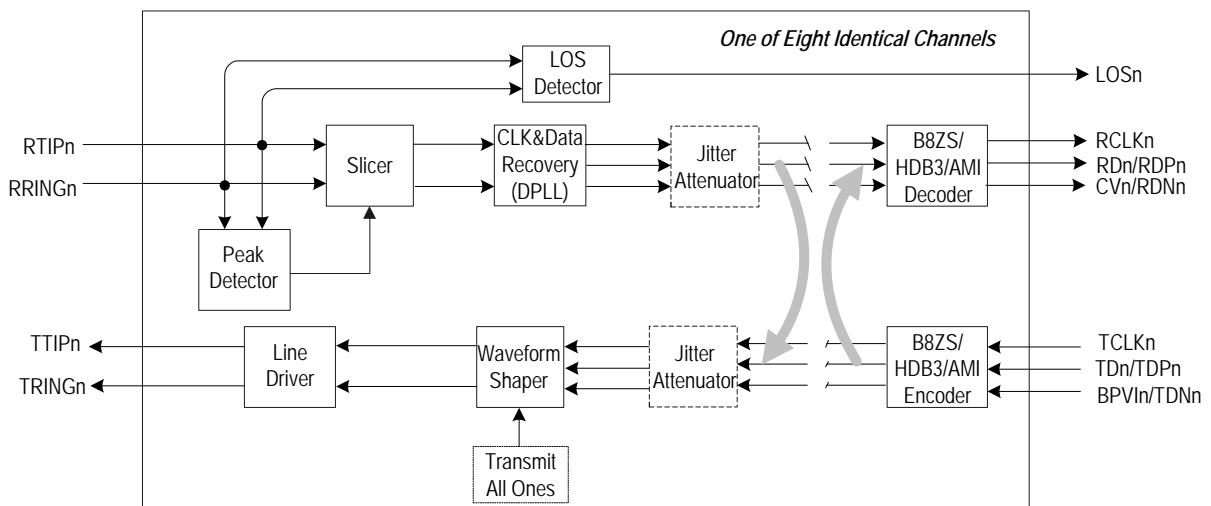 One of Eight Identical Channels
LOS
Detector
LOSn
RTIPn
RRINGn
Slicer
CLK&Data
Recovery
(DPLL)
Jitter
Attenuator
B8ZS/
HDB3/AMI
Decoder
RCLKn
RDn/RDPn
CVn/RDNn
Peak
Detector
TTIPn
TRINGn
Line
Driver
Waveform
Shaper
Jitter
Attenuator
B8ZS/
HDB3/AMI
Encoder
TCLKn
TDn/TDPn
BPVIn/TDNn
Transmit
All Ones